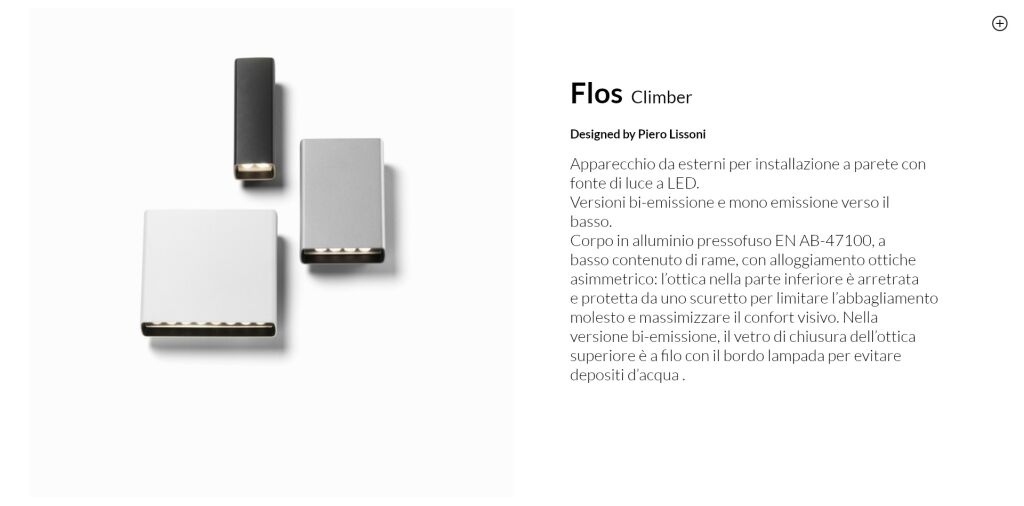 Flos Climber
Designed by Piero Lissoni
Apparecchio da esterni per installazione a parete con
fonte di luce a LED.
Versioni bi-emissione e mono emissione verso il
basso.
Corpo in alluminio pressofuso EN AB-47100, a
basso contenuto di rame, con alloggiamento ottiche
asimmetrico: l’ottica nella parte inferiore è arretrata
e protetta da uno scuretto per limitare l’abbagliamento
molesto e massimizzare il confort visivo. Nella
versione bi-emissione, il vetro di chiusura dell’ottica
superiore è a filo con il bordo lampada per evitare
depositi d’acqua .